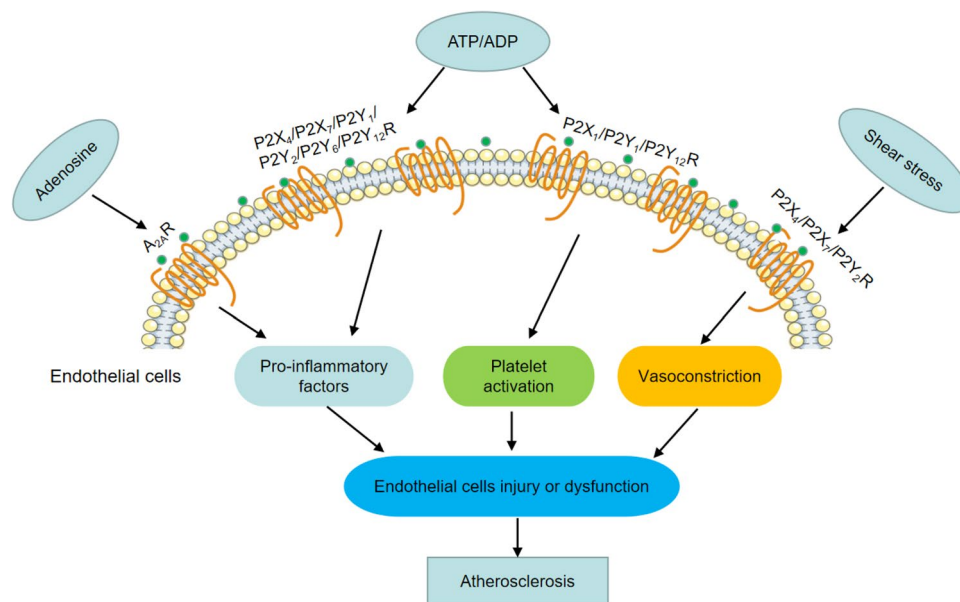 ATP/ADP
Adenosine
A₂ₐR
P2X₄/P2X₇/P2Y₁/
P2Y₂/P2Y₆/P2Y₁₂R
P2X₁/P2Y₁/P2Y₁₂R
Shear stress
P2X₄/P2X₇/P2Y₂R
Endothelial cells
Pro-inflammatory
factors
Platelet
activation
Vasoconstriction
Endothelial cells injury or dysfunction
Atherosclerosis